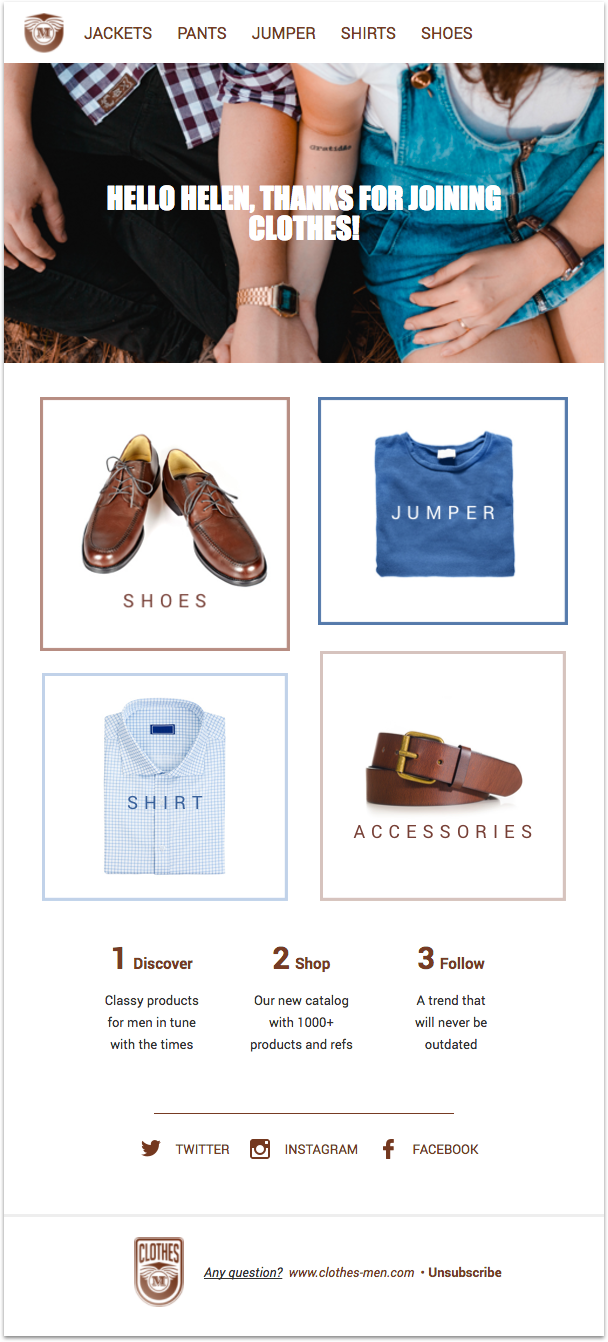 M
JACKETS PANTS JUMPER SHIRTS SHOES
gratitude
HELLO HELEN, THANKS FOR JOINING
CLOTHES!
JUMPER
SHOES
SHIRT
ACCESSORIES
1 Discover
Classy products
for men in tune
with the times
2 Shop
Our new catalog
with 1000+
products and refs
3 Follow
A trend that
will never be
outdated
TWITTER INSTAGRAM FACEBOOK
CLOTHES
M
Any question? www.clothes-men.com • Unsubscribe